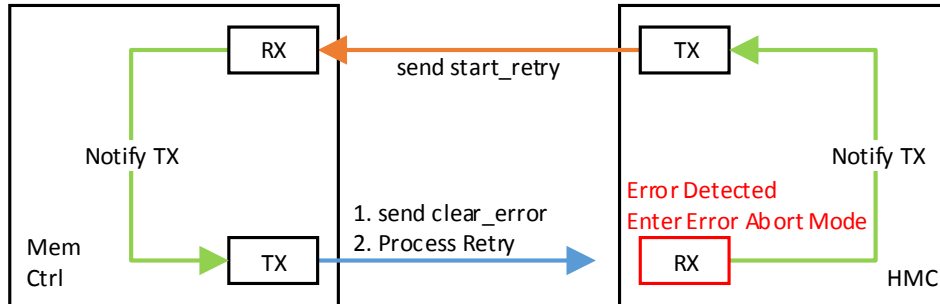 RX
TX
send start_retry
Notify TX
Notify TX
Error Detected
Enter Error Abort Mode
1. send clear_error
2. Process Retry
Mem
Ctrl
TX
RX
HMC